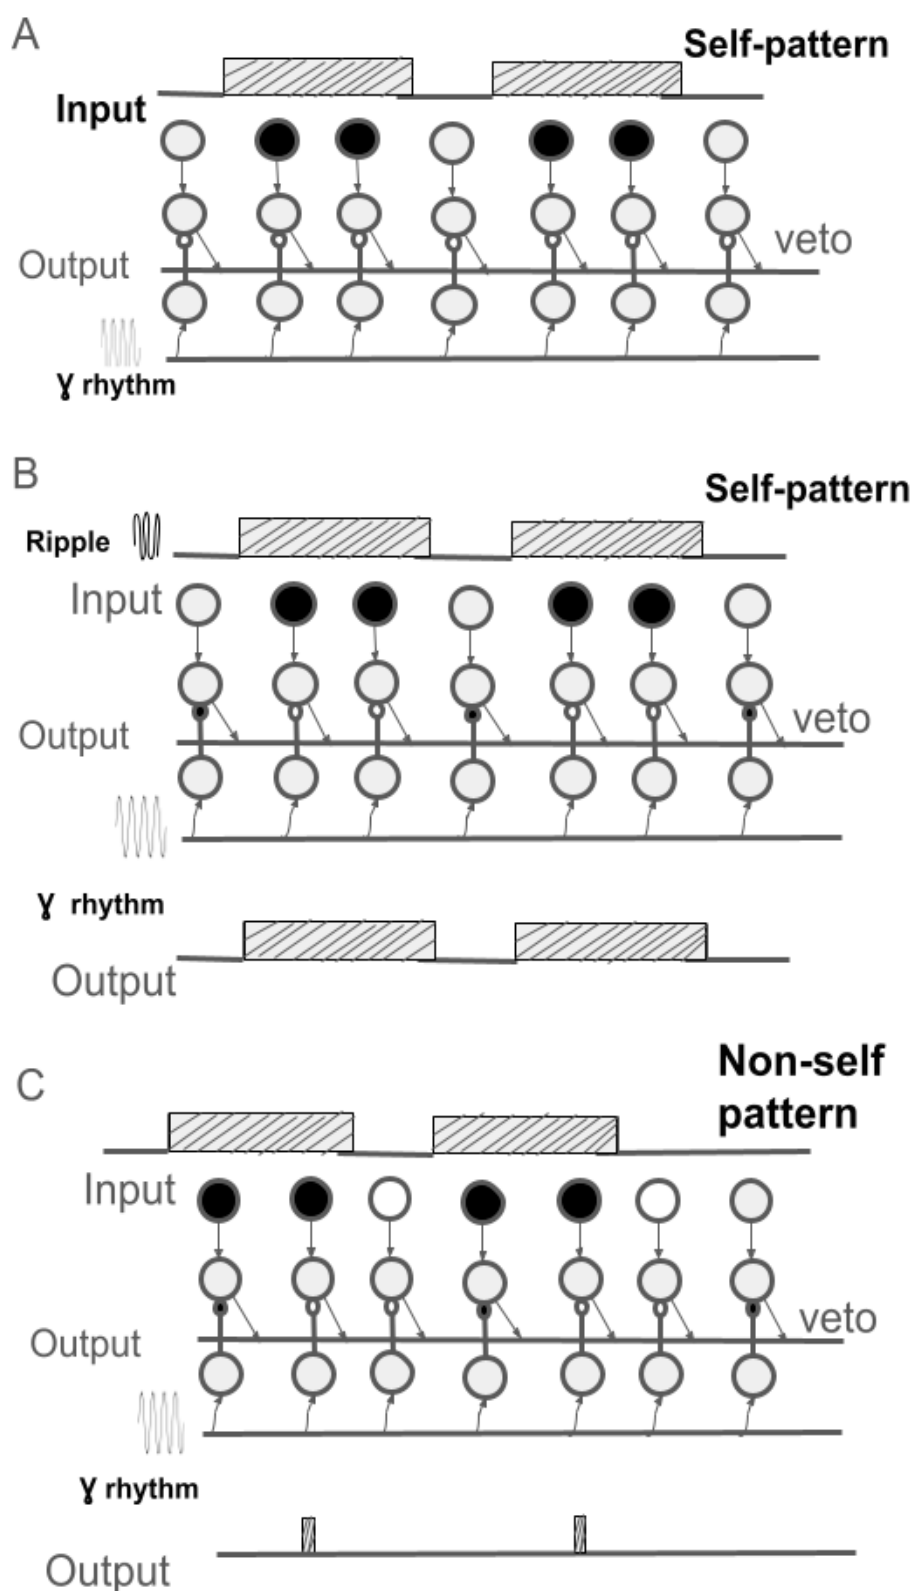 A
Self-pattern
Input
veto
Output
Ɣ rhythm
B
Self-pattern
Ripple
Input
veto
Output
Ɣ rhythm
Output
Non-self
pattern
C
Input
veto
Output
Ɣ rhythm
Output